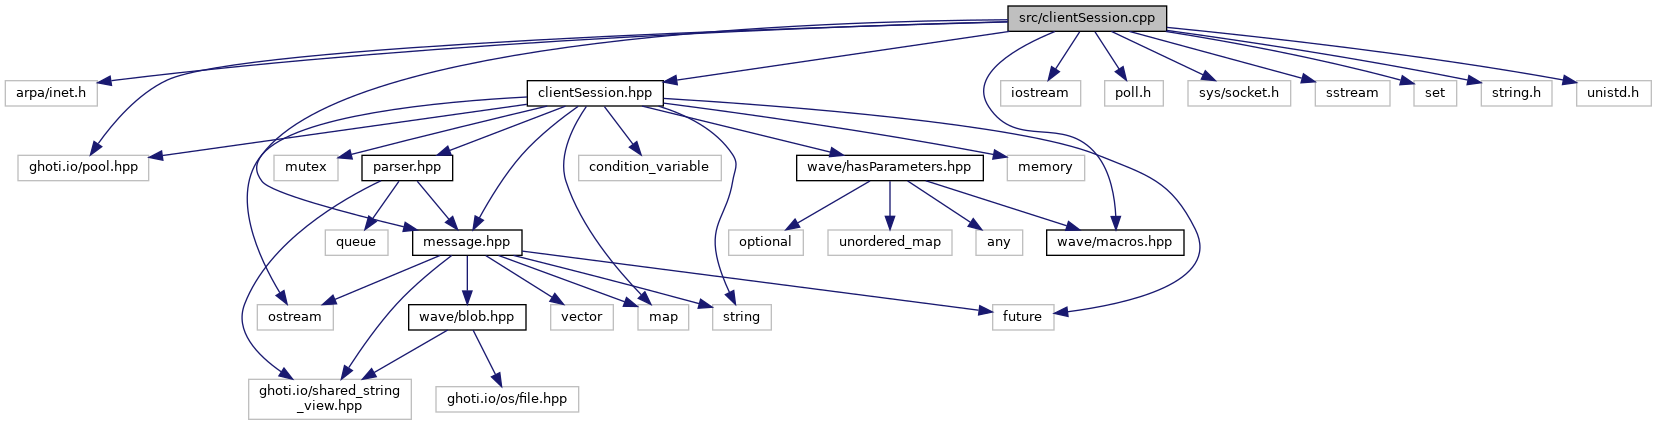 src/clientSession.cpp
arpa/inet.h
clientSession.hpp
iostream
poll.h
sys/socket.h
sstream
set
string.h
unistd.h
ghoti.io/pool.hpp
mutex
parser.hpp
condition_variable
wave/hasParameters.hpp
memory
queue
message.hpp
optional
unordered_map
any
wave/macros.hpp
ostream
wave/blob.hpp
vector
map
string
future
ghoti.io/shared_string
_view.hpp
ghoti.io/os/file.hpp